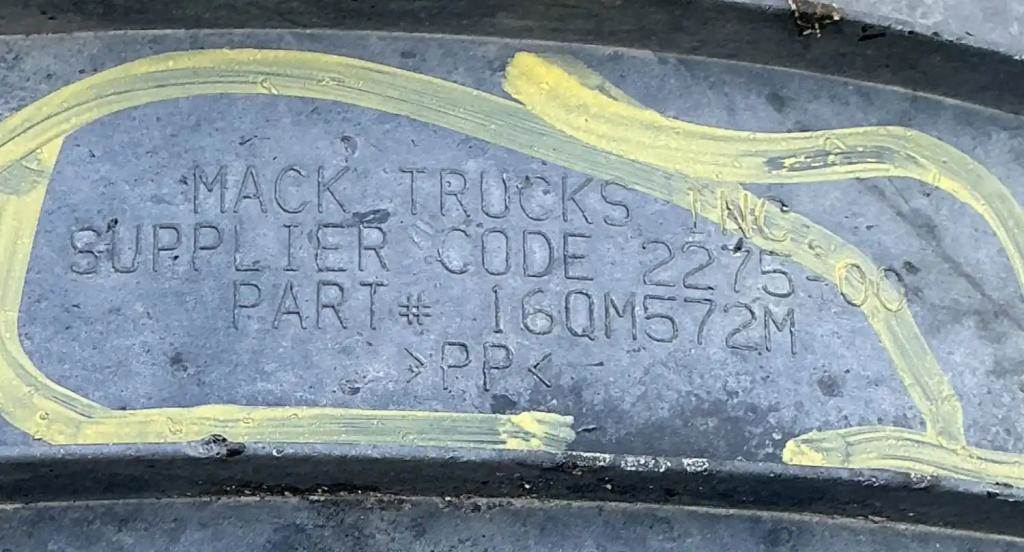 MACK TRUCKS INC.
SUPPLIER CODE 2275-00
PART# 16QM572M
>PP<